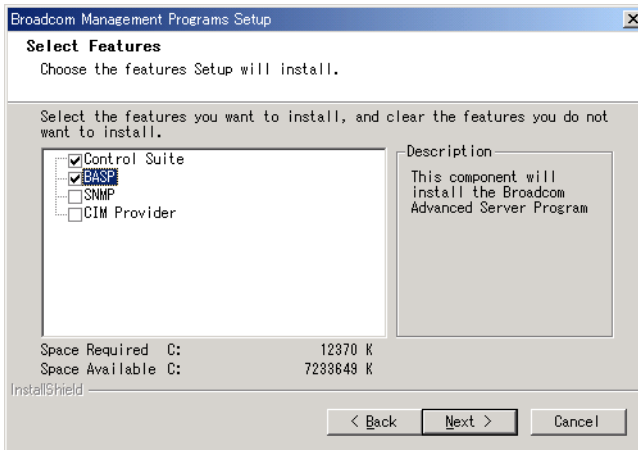 Broadcom Management Programs Setup
Select Features
Choose the features Setup will install.
Select the features you want to install, and clear the features you do not
want to install.
Control Suite
BASP
SNMP
CIM Provider
Description
This component will
install the Broadcom
Advanced Server Program
Space Required C: 12370 K
Space Available C: 7233649 K
InstallShield
< Back
Next >
Cancel